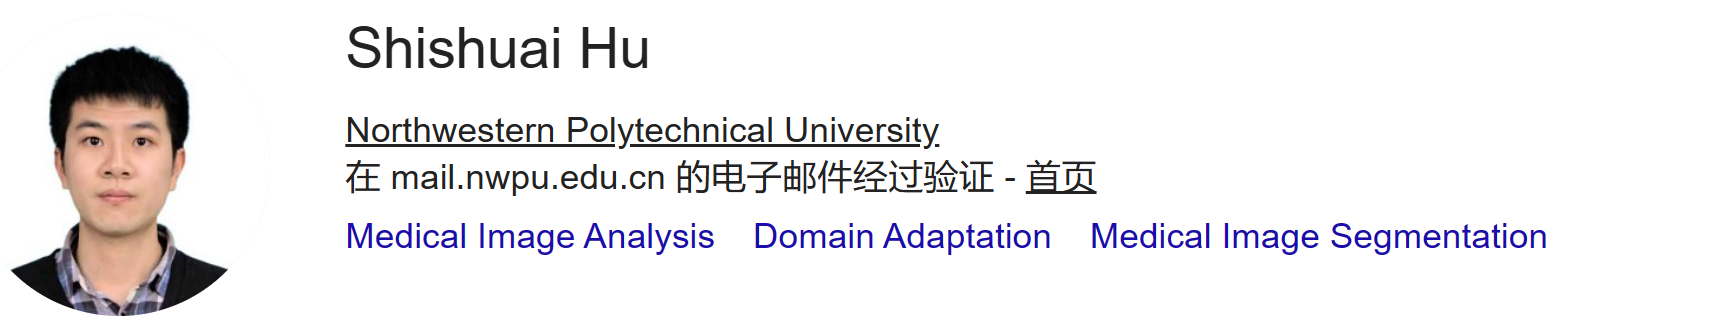 Shishuai Hu
Northwestern Polytechnical University
在 mail.nwpu.edu.cn 的电子邮件经过验证 - 首页
Medical Image Analysis Domain Adaptation Medical Image Segmentation